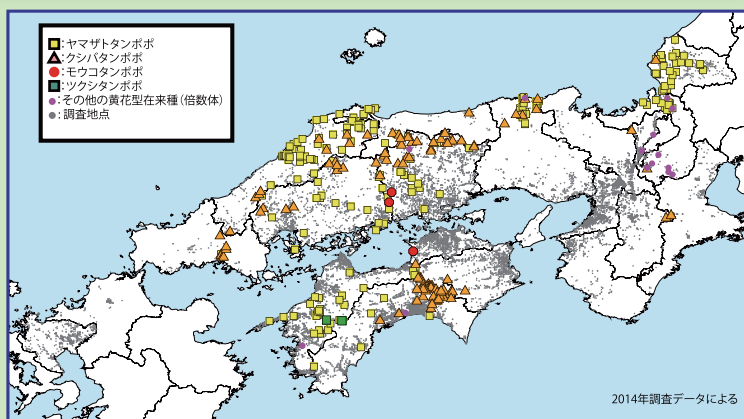 ：ヤマザトタンポポ
：クシバタンポポ
：モウコタンポポ
：ツクシタンポポ
：その他の黄花型在来種（倍数体）
：調査地点
2014年調査データによる